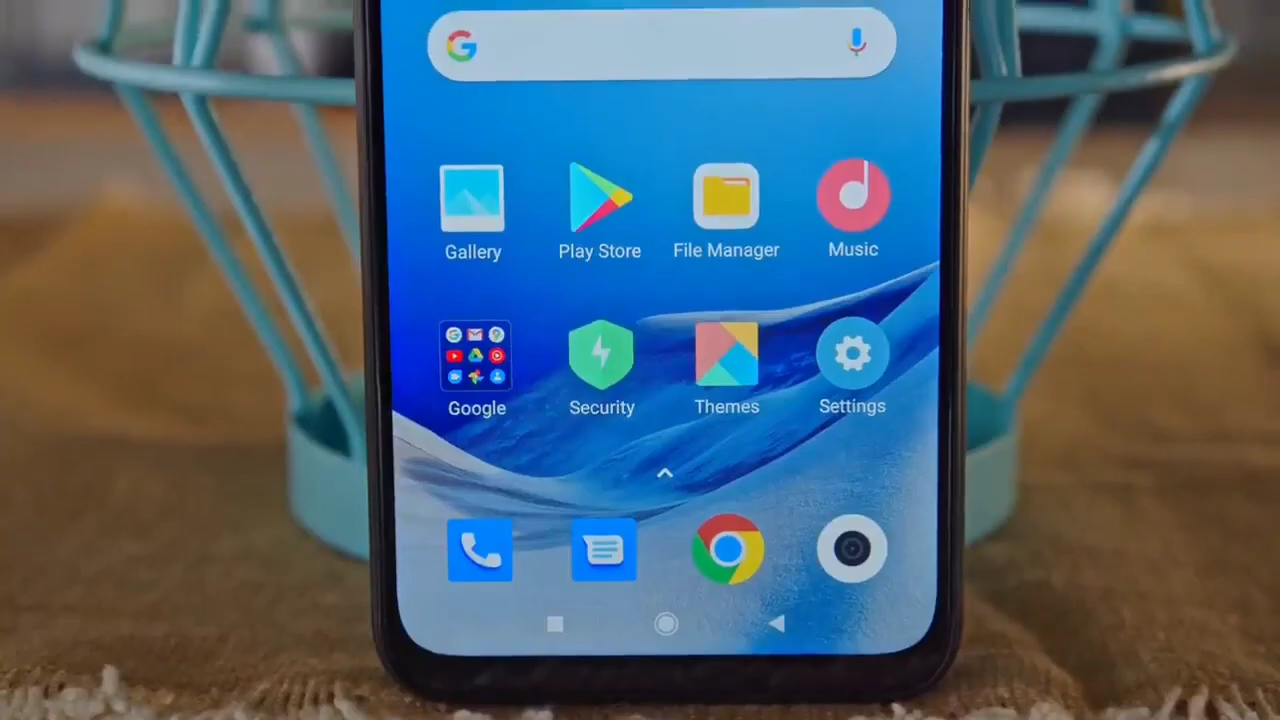 Gallery
Play Store
File Manager
Music
Google
Security
Themes
Settings